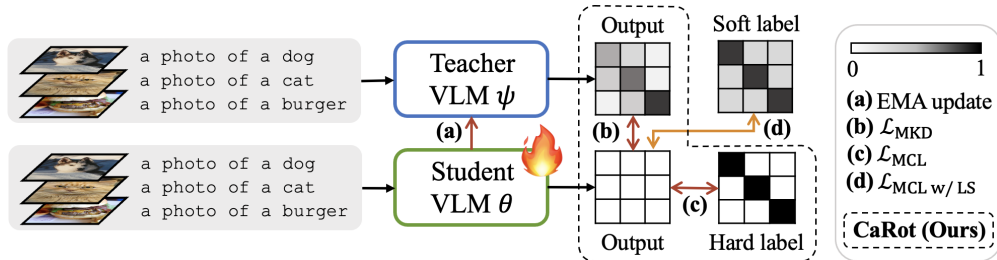 a photo of a dog
a photo of a cat
a photo of a burger
Teacher
VLM ψ
(a)
a photo of a dog
a photo of a cat
a photo of a burger
Student
VLM θ
Output
Soft label
(b)
(d)
(c)
Output
Hard label
0 1
(a) EMA update
(b) ℒMKD
(c) ℒMCL
(d) ℒMCL w/ LS
CaRot (Ours)